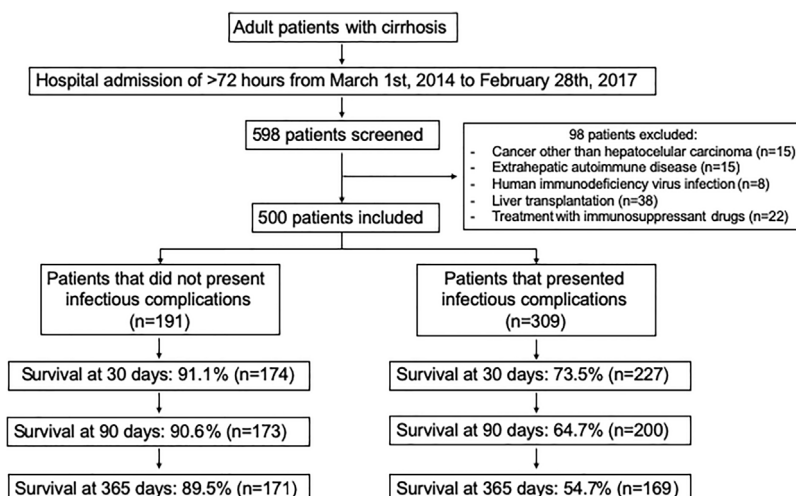 Adult patients with cirrhosis
Hospital admission of >72 hours from March 1st, 2014 to February 28th, 2017
598 patients screened
98 patients excluded:
- Cancer other than hepatocelular carcinoma (n=15)
- Extrahepatic autoimmune disease (n=15)
- Human immunodeficiency virus infection (n=8)
- Liver transplantation (n=38)
- Treatment with immunosuppressant drugs (n=22)
500 patients included
Patients that did not present
infectious complications
(n=191)
Patients that presented
infectious complications
(n=309)
Survival at 30 days: 91.1% (n=174)
Survival at 30 days: 73.5% (n=227)
Survival at 90 days: 90.6% (n=173)
Survival at 90 days: 64.7% (n=200)
Survival at 365 days: 89.5% (n=171)
Survival at 365 days: 54.7% (n=169)